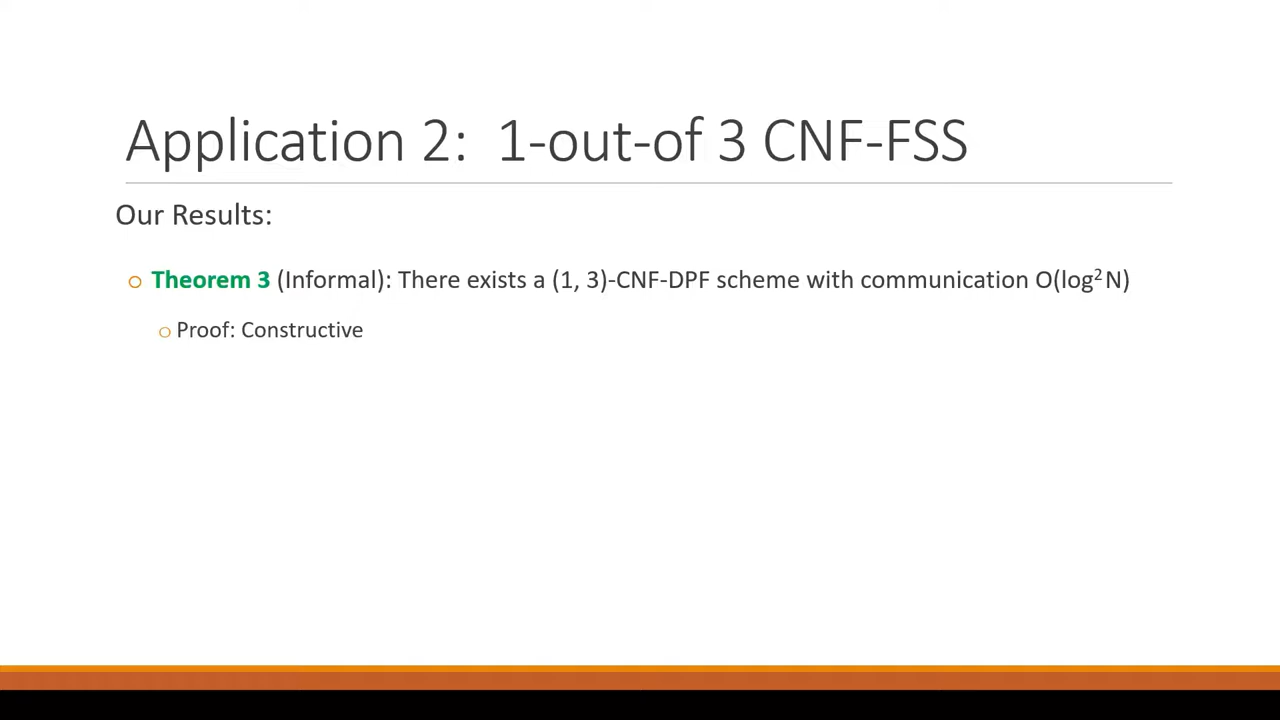 Application 2: 1-out-of 3 CNF-FSS
Our Results:
Theorem 3 (Informal): There exists a (1, 3)-CNF-DPF scheme with communication O(log² N)
Proof: Constructive